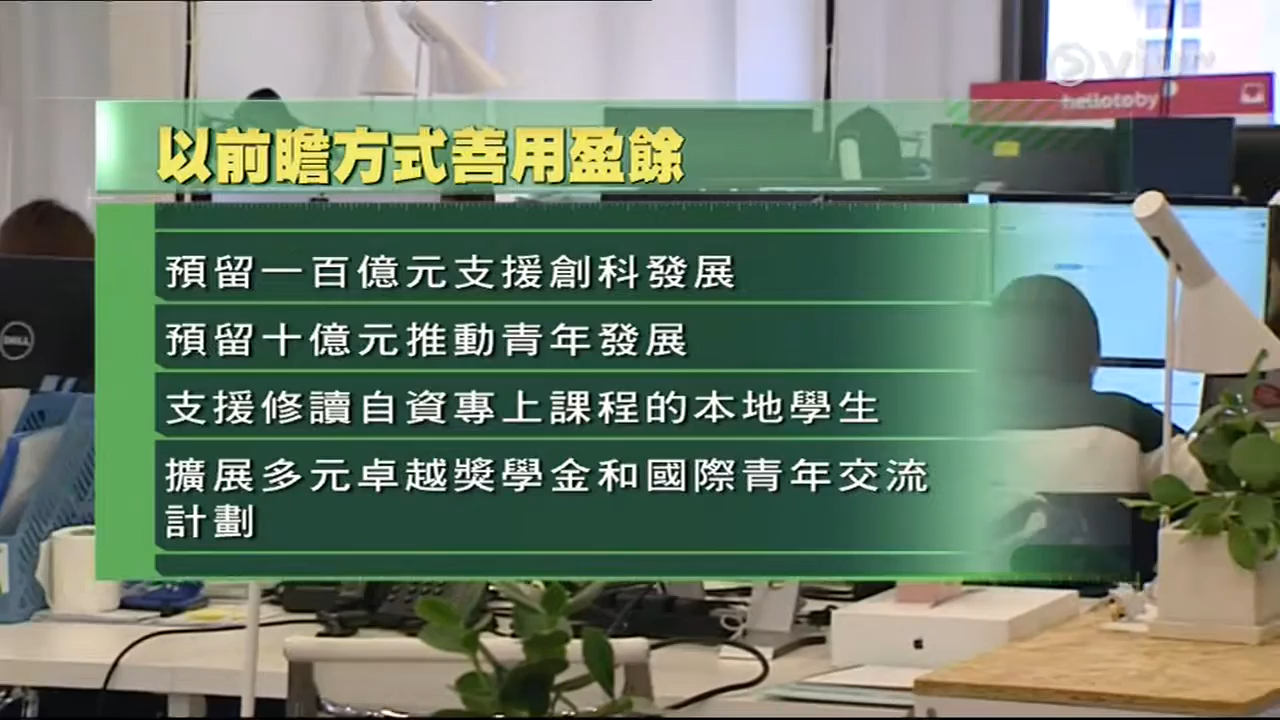 ViuTV
hellotoby
以前瞻方式善用盈餘
預留一百億元支援創科發展
預留十億元推動青年發展
DELL
支援修讀自資專上課程的本地學生
擴展多元卓越獎學金和國際青年交流
計劃